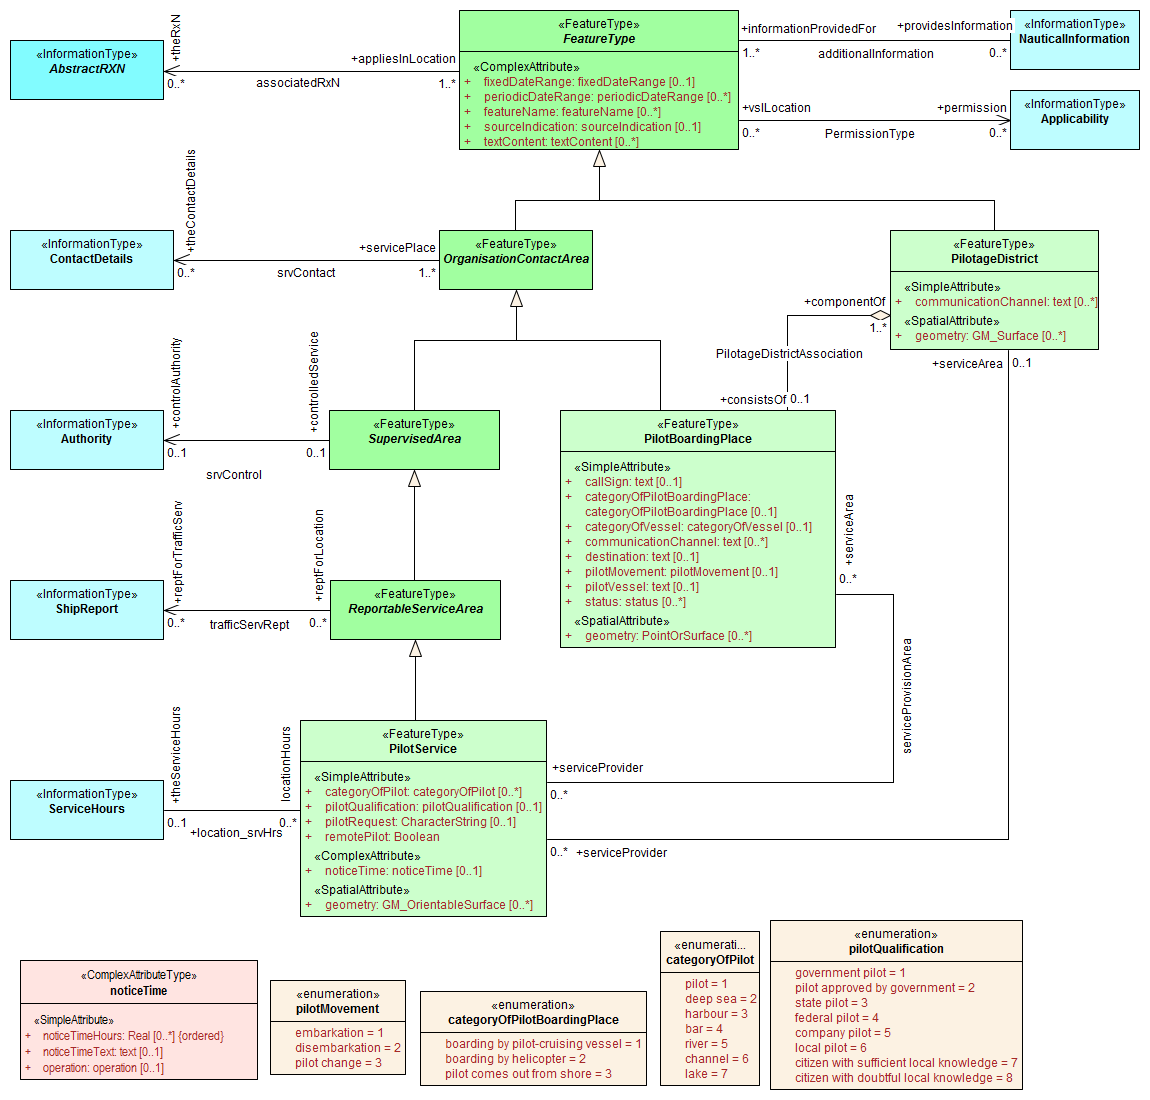 «FeatureType»
FeatureType
«ComplexAttribute»
+ fixedDateRange: fixedDateRange [0..1]
+ periodicDateRange: periodicDateRange [0..*]
+ featureName: featureName [0..*]
+ sourceIndication: sourceIndication [0..1]
+ textContent: textContent [0..*]
«InformationType»
AbstractRXN
+theRxN
0..*
associatedRxN
+appliesInLocation
1..*
+informationProvidedFor
1..*
additionalInformation
+providesInformation
0..*
«InformationType»
NauticalInformation
+vslLocation
0..*
PermissionType
+permission
0..*
«InformationType»
Applicability
«InformationType»
ContactDetails
+theContactDetails
0..*
srvContact
+servicePlace
1..*
«FeatureType»
OrganisationContactArea
«FeatureType»
PilotageDistrict
«SimpleAttribute»
+ communicationChannel: text [0..*]
«SpatialAttribute»
+ geometry: GM_Surface [0..*]
+componentOf
1..*
PilotageDistrictAssociation
+consistsOf
0..1
+serviceArea
0..1
«InformationType»
Authority
+controlAuthority
0..1
srvControl
+controlledService
0..1
«FeatureType»
SupervisedArea
«FeatureType»
PilotBoardingPlace
«SimpleAttribute»
+ callSign: text [0..1]
+ categoryOfPilotBoardingPlace:
categoryOfPilotBoardingPlace [0..1]
+ categoryOfVessel: categoryOfVessel [0..1]
+ communicationChannel: text [0..*]
+ destination: text [0..1]
+ pilotMovement: pilotMovement [0..1]
+ pilotVessel: text [0..1]
+ status: status [0..*]
«SpatialAttribute»
+ geometry: PointOrSurface [0..*]
+serviceArea
0..*
serviceProvisionArea
«InformationType»
ShipReport
+reptForTrafficServ
0..*
trafficServRept
+reptForLocation
0..*
«FeatureType»
ReportableServiceArea
«InformationType»
ServiceHours
+theServiceHours
0..1
+location_srvHrs
locationHours
0..*
«FeatureType»
PilotService
«SimpleAttribute»
+ categoryOfPilot: categoryOfPilot [0..*]
+ pilotQualification: pilotQualification [0..1]
+ pilotRequest: CharacterString [0..1]
+ remotePilot: Boolean
«ComplexAttribute»
+ noticeTime: noticeTime [0..1]
«SpatialAttribute»
+ geometry: GM_OrientableSurface [0..*]
+serviceProvider
0..*
0..*
+serviceProvider
«ComplexAttributeType»
noticeTime
«SimpleAttribute»
+ noticeTimeHours: Real [0..*] {ordered}
+ noticeTimeText: text [0..1]
+ operation: operation [0..1]
«enumeration»
pilotMovement
embarkation = 1
disembarkation = 2
pilot change = 3
«enumeration»
categoryOfPilotBoardingPlace
boarding by pilot-cruising vessel = 1
boarding by helicopter = 2
pilot comes out from shore = 3
«enumerati...
categoryOfPilot
pilot = 1
deep sea = 2
harbour = 3
bar = 4
river = 5
channel = 6
lake = 7
«enumeration»
pilotQualification
government pilot = 1
pilot approved by government = 2
state pilot = 3
federal pilot = 4
company pilot = 5
local pilot = 6
citizen with sufficient local knowledge = 7
citizen with doubtful local knowledge = 8